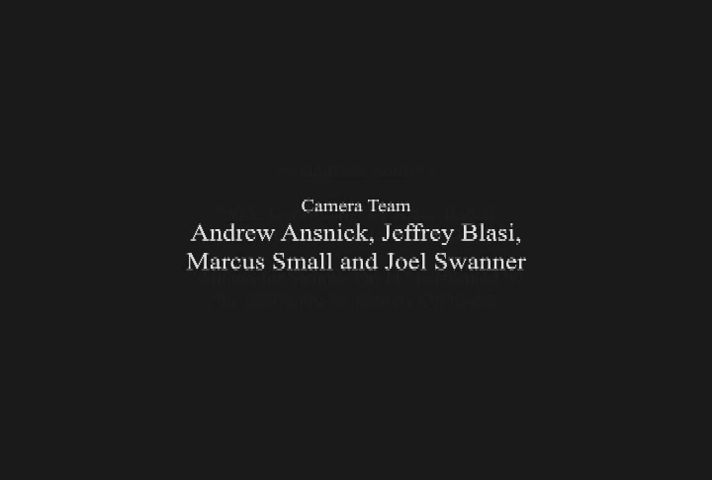 Camera Team
Andrew Ansnick, Jeffrey Blasi,
Marcus Small and Joel Swanner